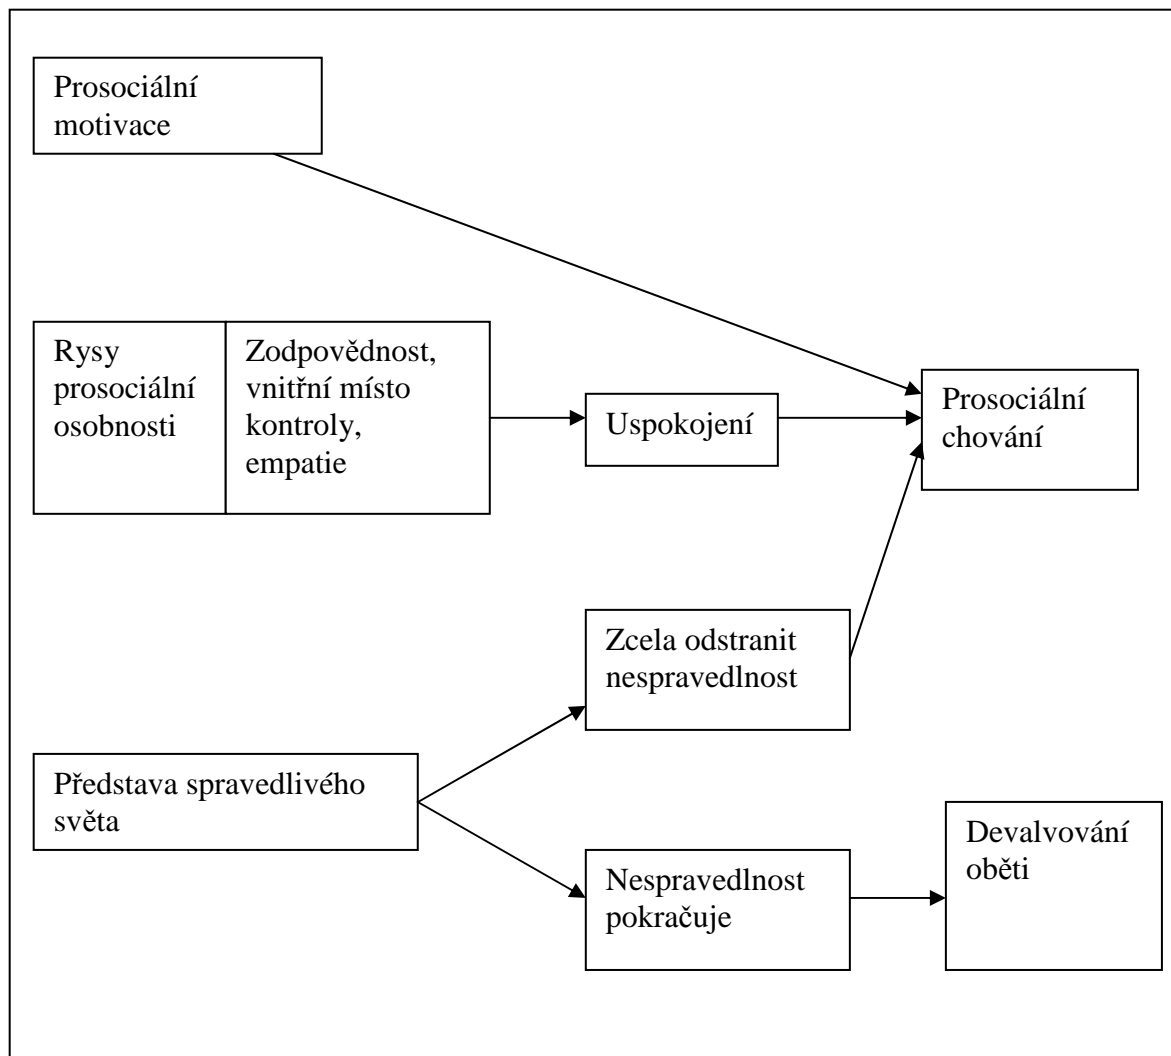 Prosociální
motivace
Rysy
prosociální
osobnosti
Zodpovědnost,
vnitřní místo
kontroly,
empatie
Uspokojení
Prosociální
chování
Zcela odstranit
nespravedlnost
Představa spravedlivého
světa
Nespravedlnost
pokračuje
Devalvování
oběti